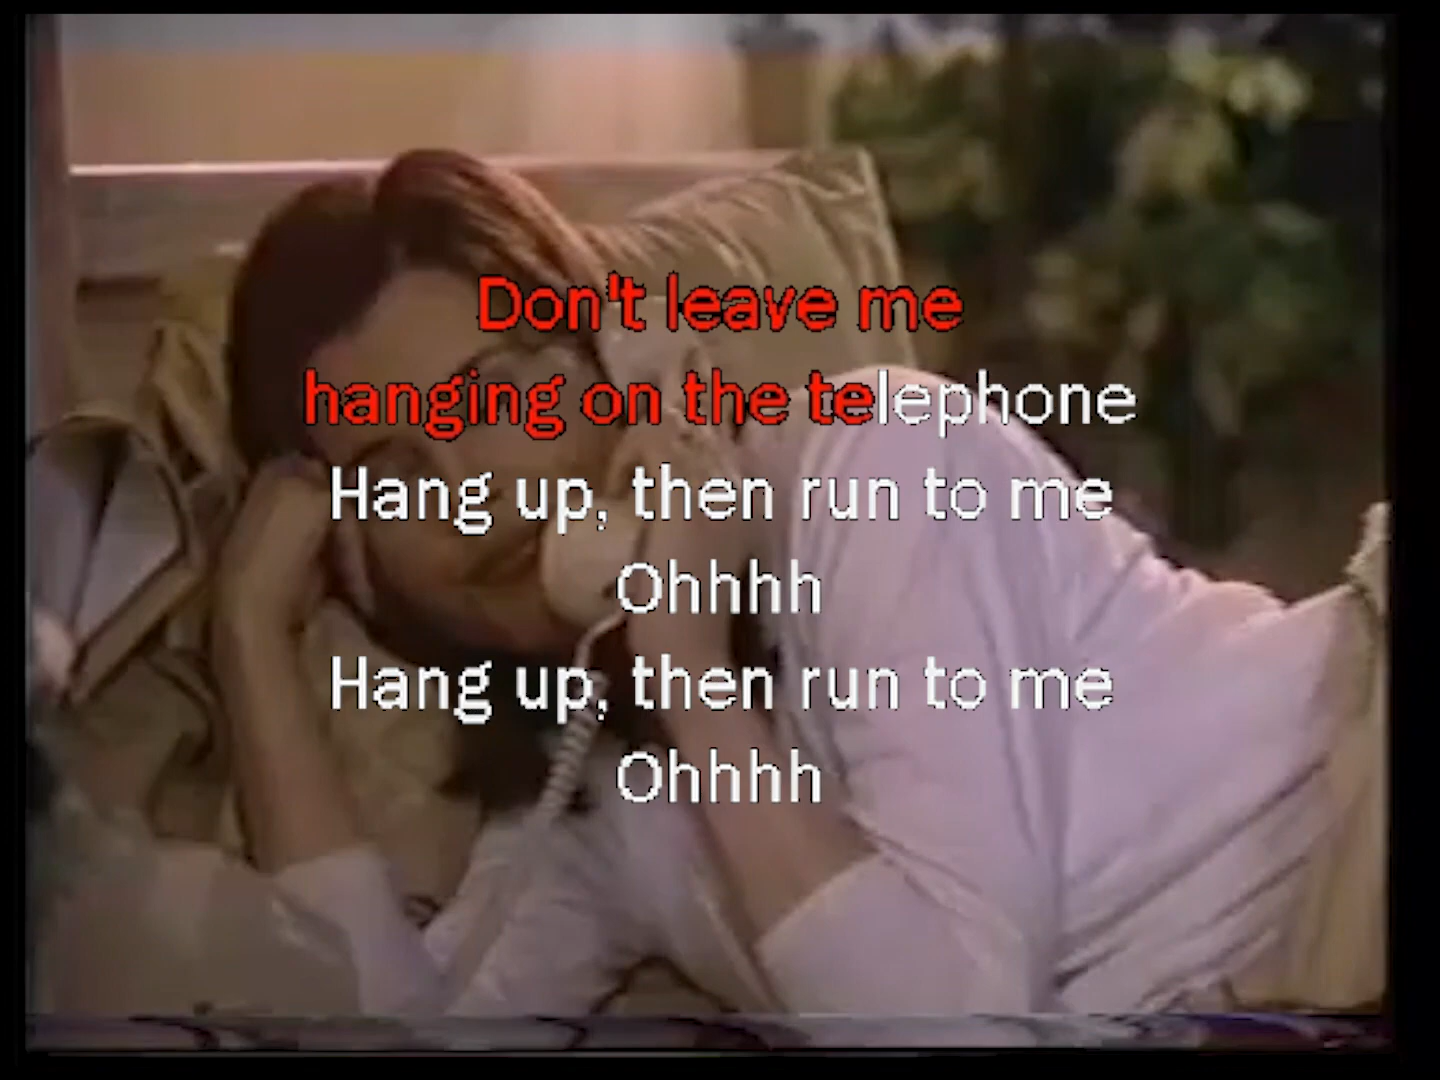 Don't leave me
hanging on the telephone
Hang up, then run to me
Ohhhh
Hang up, then run to me
Ohhhh